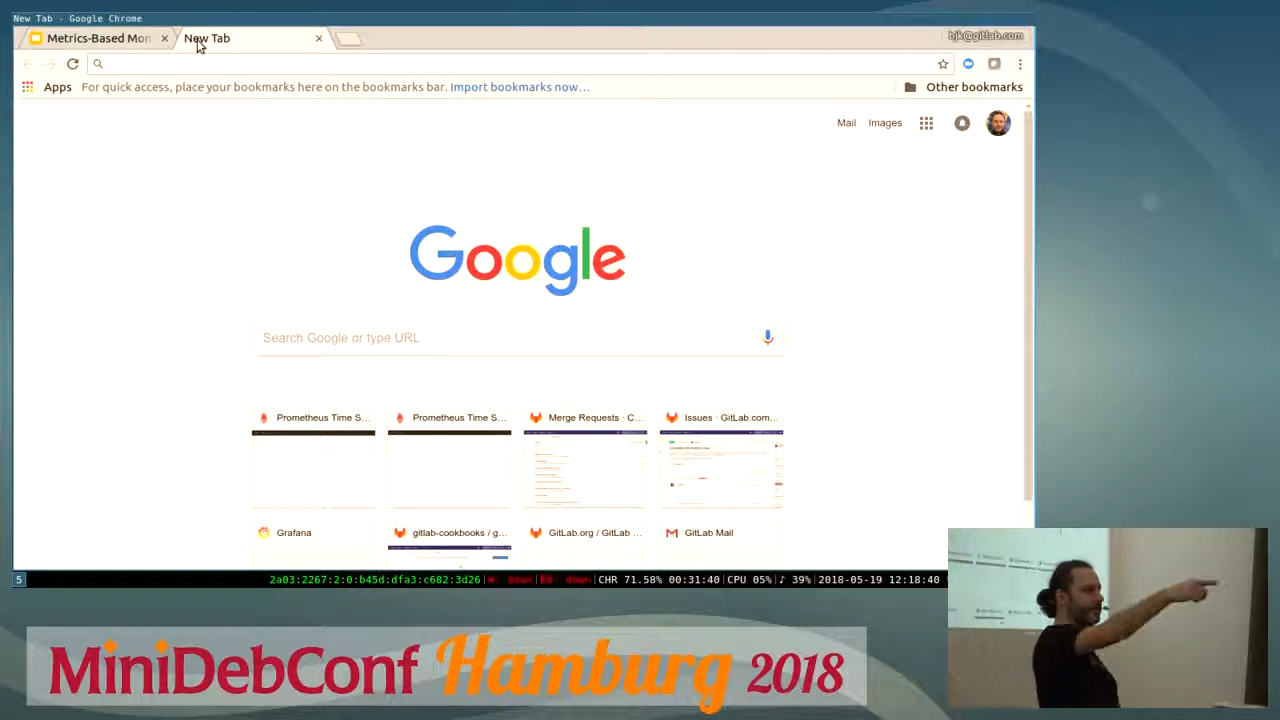 New Tab - Google Chrome
Metrics-Based Mon
New Tab
bjk@gitlab.com
Apps
For quick access, place your bookmarks here on the bookmarks bar. Import bookmarks now…
Other bookmarks
Mail
Images
Google
Search Google or type URL
Prometheus Time S…
Prometheus Time S…
Merge Requests · C…
Issues · GitLab.com…
Grafana
gitlab-cookbooks / g…
GitLab.org / GitLab …
GitLab Mail
5
2a03:2267:2:0:b45d:dfa3:c682:3d26|W: down|E0: down|CHR 71.58% 00:31:40|CPU 05%|♪ 39%|2018-05-19 12:18:40
MiniDebConf Hamburg 2018